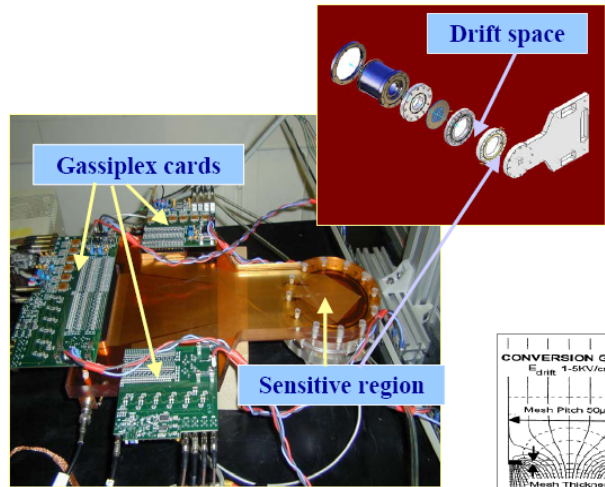 Drift space
Gassiplex cards
Sensitive region
CONVERSION G
E drift 1-5KV/c
Mesh Pitch 50µ
Mesh Thickne